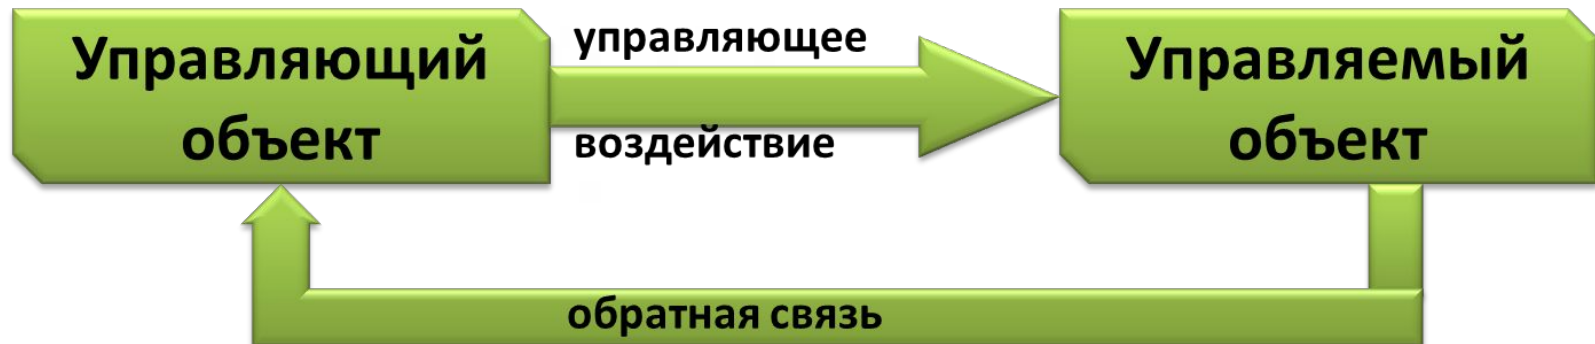 Управляющий
объект
управляющее
воздействие
Управляемый
объект
обратная связь